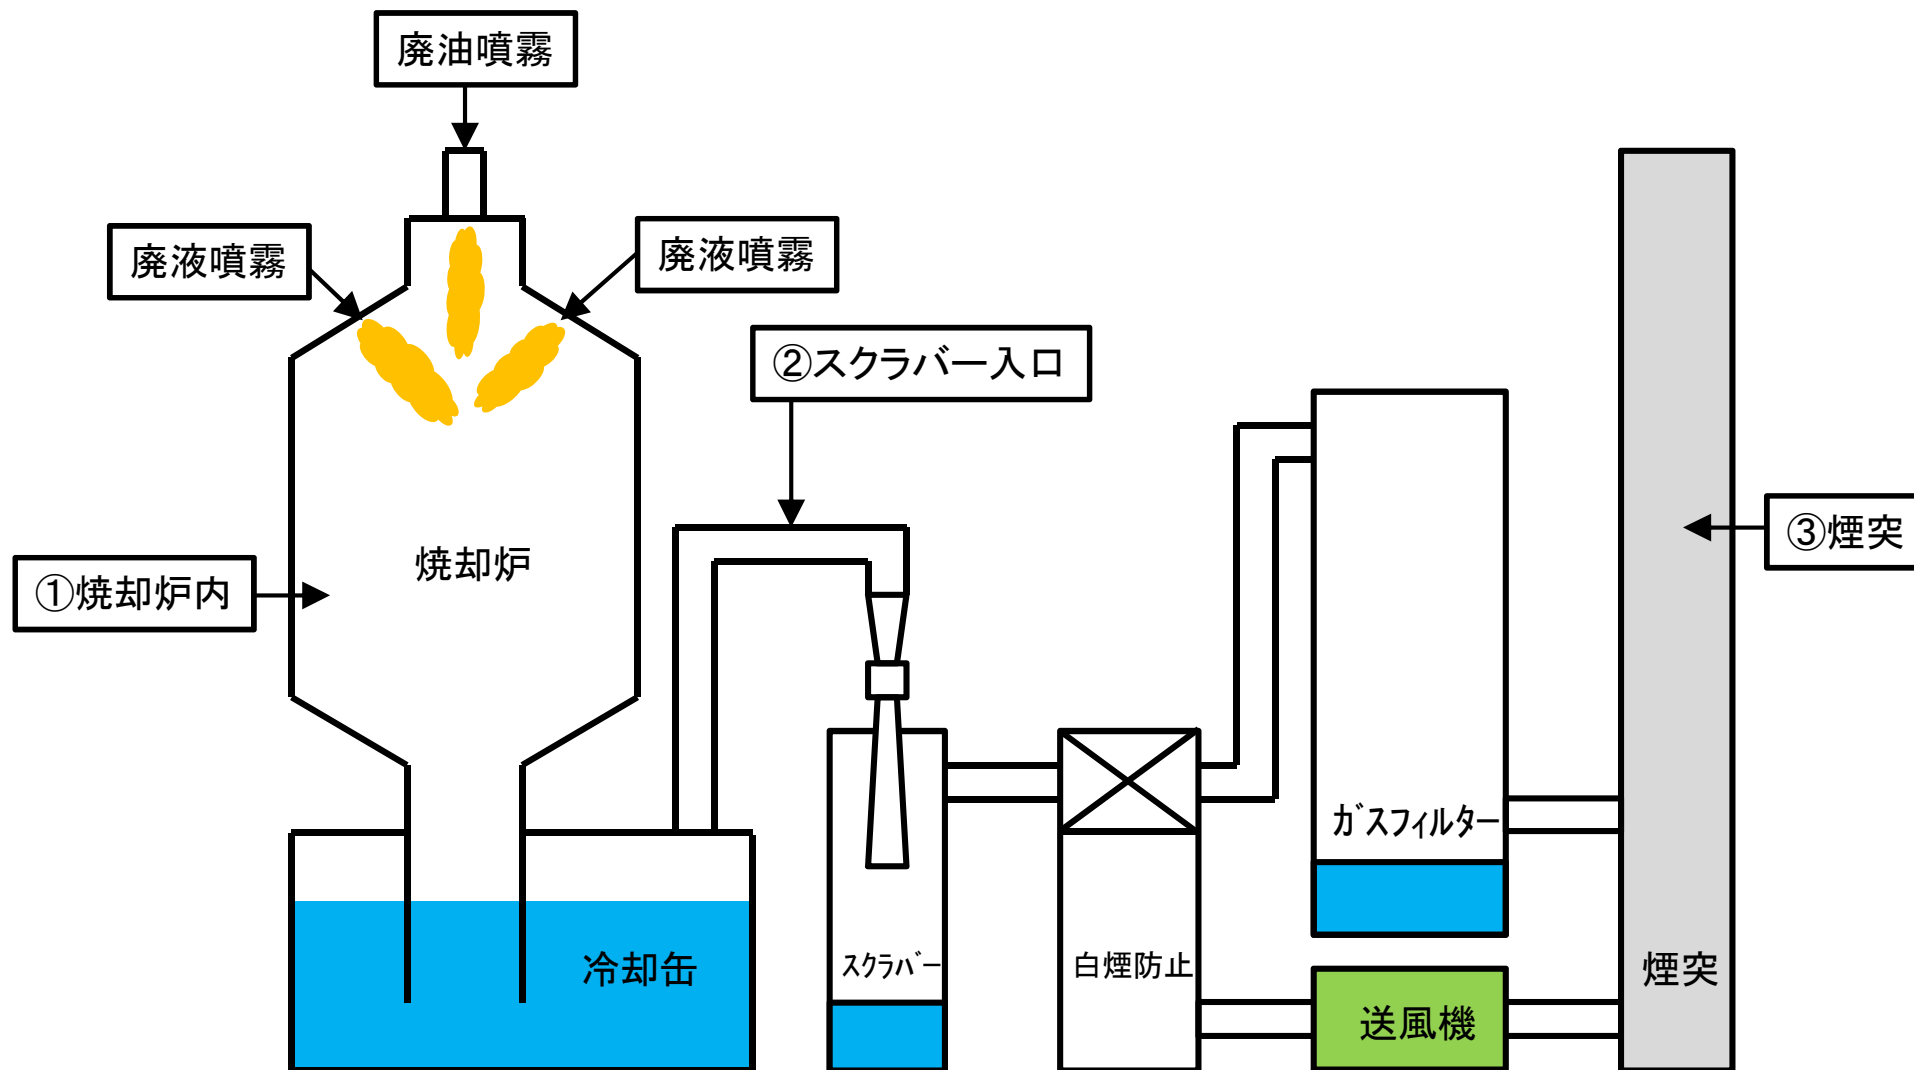 廃油噴霧
廃液噴霧
廃液噴霧
②スクラバー入口
①焼却炉内
焼却炉
③煙突
ガスフィルター
冷却缶
スクラバー
白煙防止
送風機
煙突